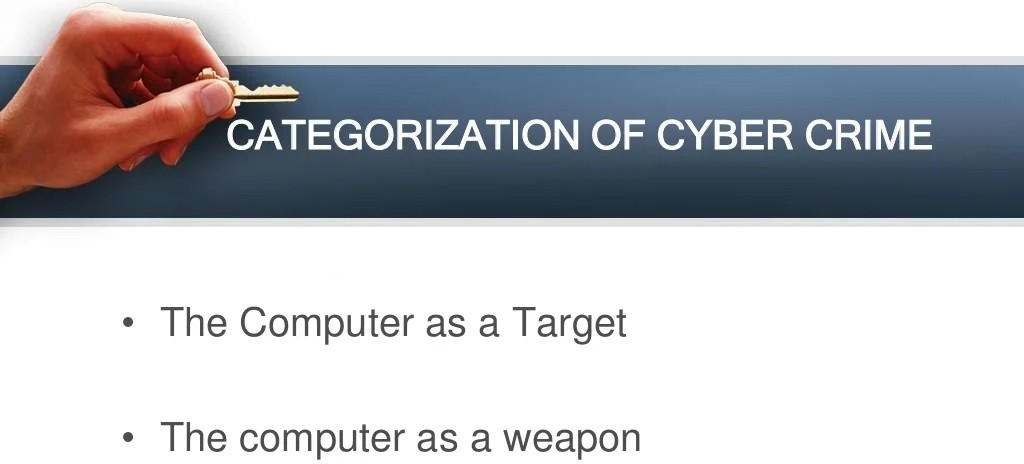 CATEGORIZATION OF CYBER CRIME
• The Computer as a Target
• The computer as a weapon